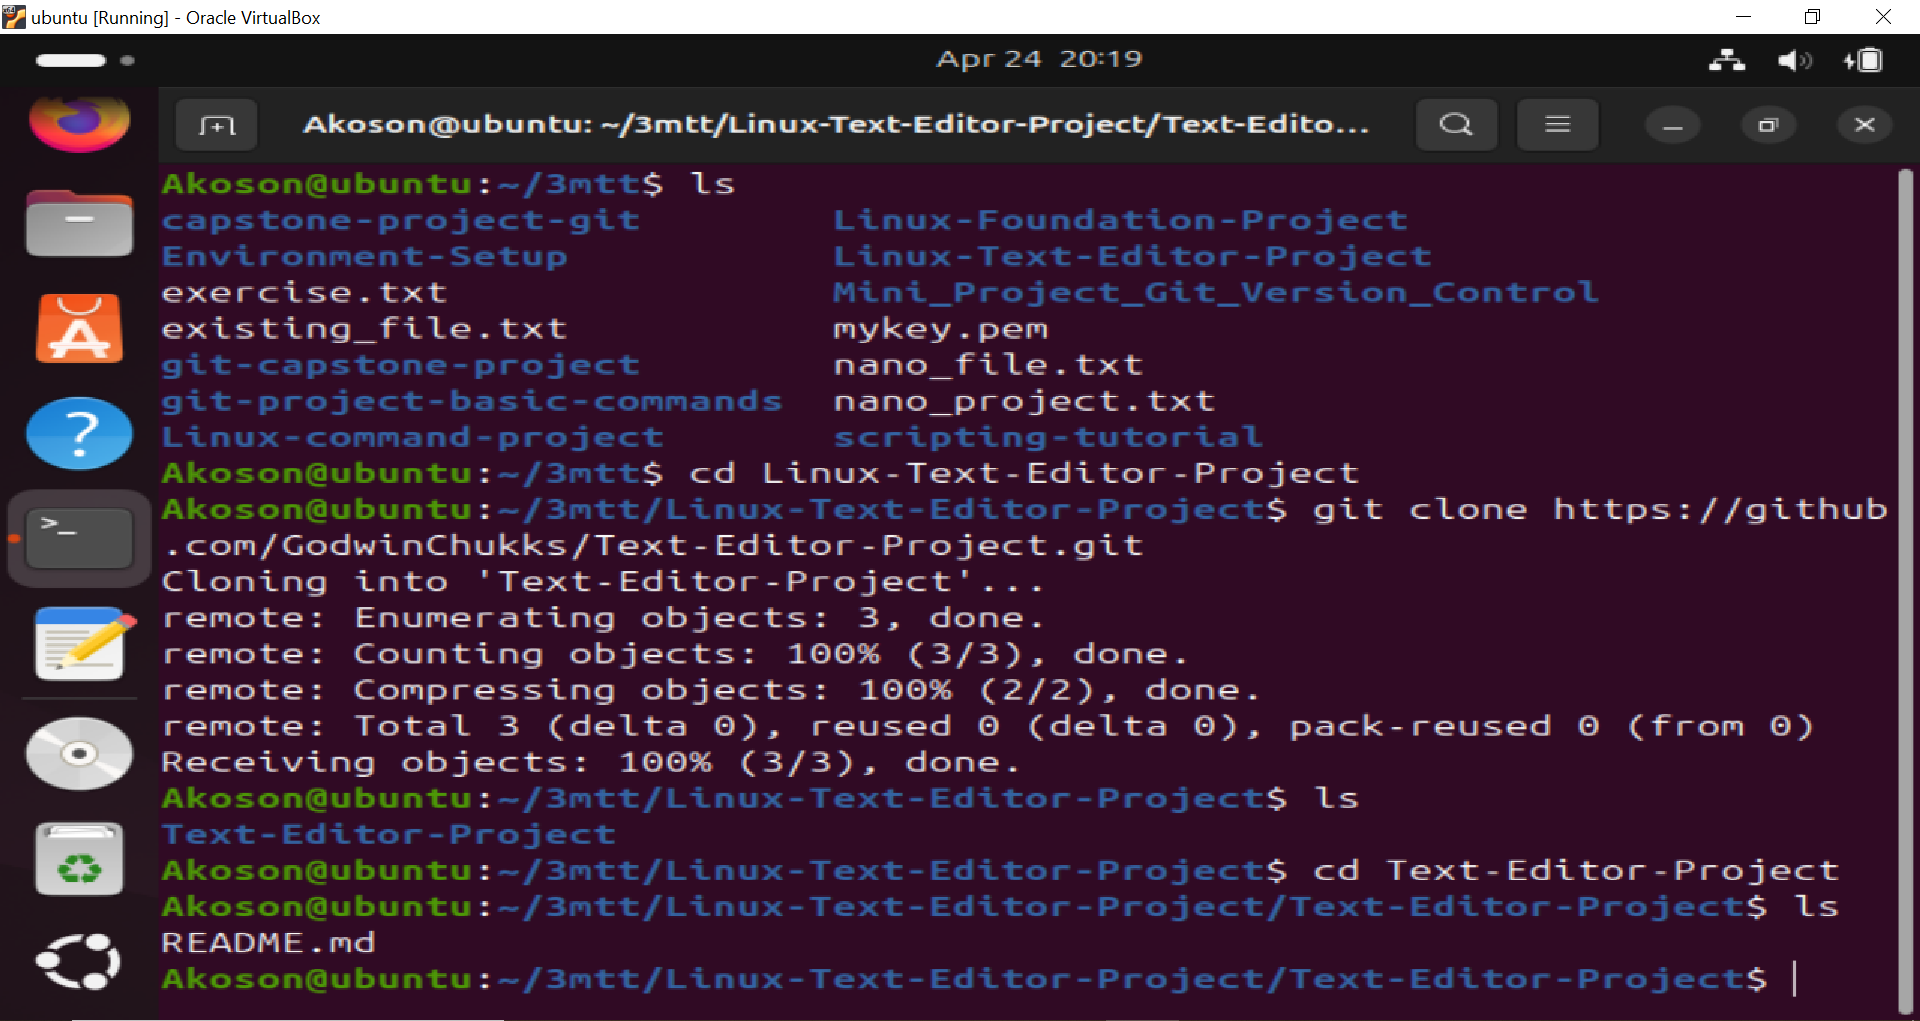 ubuntu [Running] - Oracle VirtualBox
Apr 24 20:19
Akoson@ubuntu: ~/3mtt/Linux-Text-Editor-Project/Text-Edito...
Akoson@ubuntu:~/3mtt$ ls
capstone-project-git Linux-Foundation-Project
Environment-Setup Linux-Text-Editor-Project
exercise.txt Mini_Project_Git_Version_Control
existing_file.txt mykey.pem
git-capstone-project nano_file.txt
git-project-basic-commands nano_project.txt
Linux-command-project scripting-tutorial
Akoson@ubuntu:~/3mtt$ cd Linux-Text-Editor-Project
Akoson@ubuntu:~/3mtt/Linux-Text-Editor-Project$ git clone https://github
.com/GodwinChukks/Text-Editor-Project.git
Cloning into 'Text-Editor-Project'...
remote: Enumerating objects: 3, done.
remote: Counting objects: 100% (3/3), done.
remote: Compressing objects: 100% (2/2), done.
remote: Total 3 (delta 0), reused 0 (delta 0), pack-reused 0 (from 0)
Receiving objects: 100% (3/3), done.
Akoson@ubuntu:~/3mtt/Linux-Text-Editor-Project$ ls
Text-Editor-Project
Akoson@ubuntu:~/3mtt/Linux-Text-Editor-Project$ cd Text-Editor-Project
Akoson@ubuntu:~/3mtt/Linux-Text-Editor-Project/Text-Editor-Project$ ls
README.md
Akoson@ubuntu:~/3mtt/Linux-Text-Editor-Project/Text-Editor-Project$